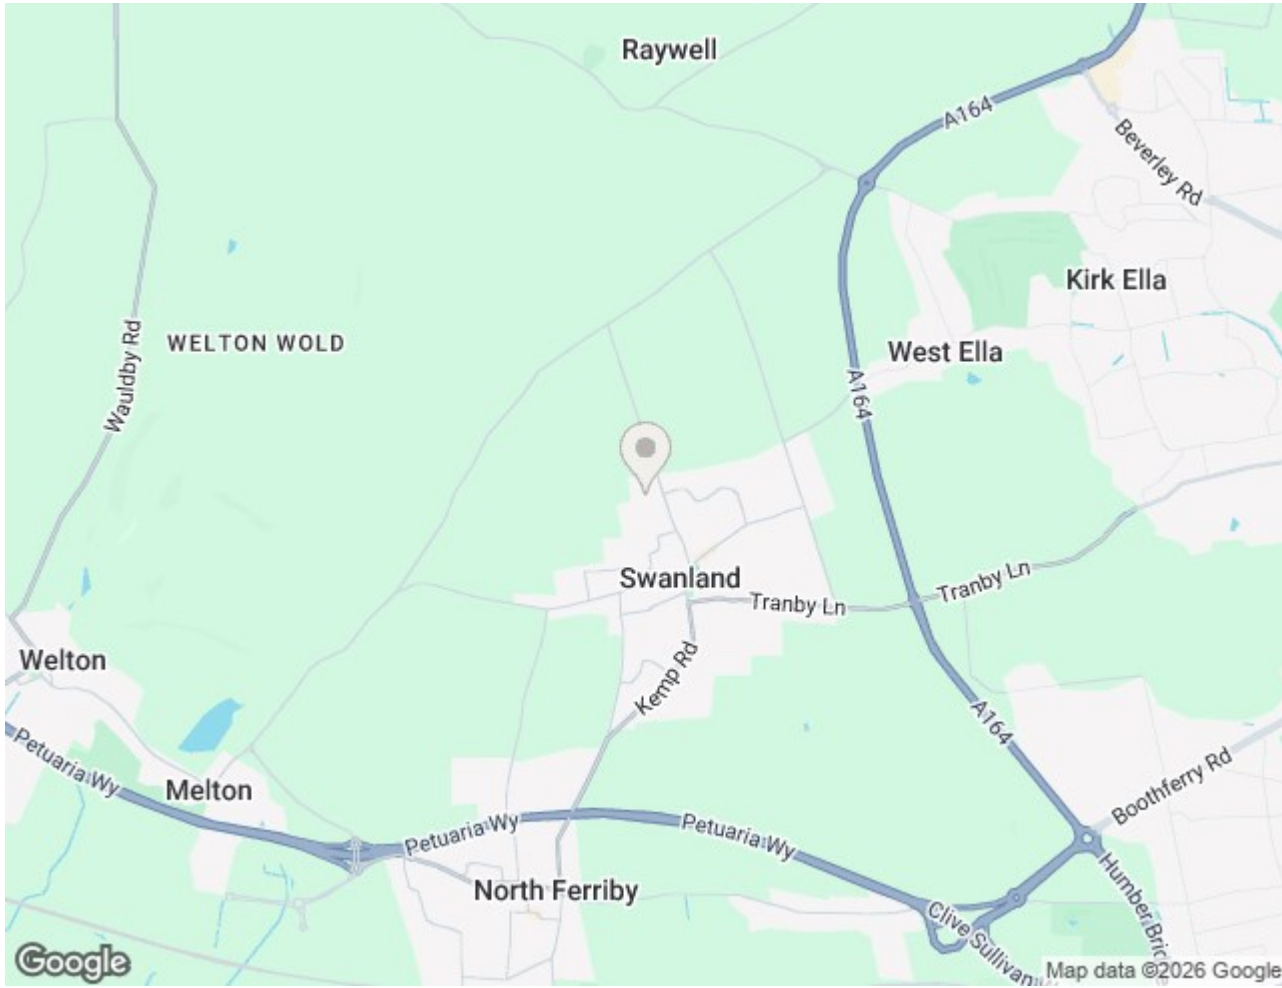 Raywell
A164
Beverley Rd
Kirk Ella
WELTON WOLD
West Ella
Wauldby Rd
A164
Swanland
Tranby Ln
Tranby Ln
Welton
Kemp Rd
A164
Petuaria Wy
Melton
Boothferry Rd
Petuaria Wy
Petuaria Wy
North Ferriby
Clive Sullivan W
Humber Bri
Google
Map data ©2026 Google